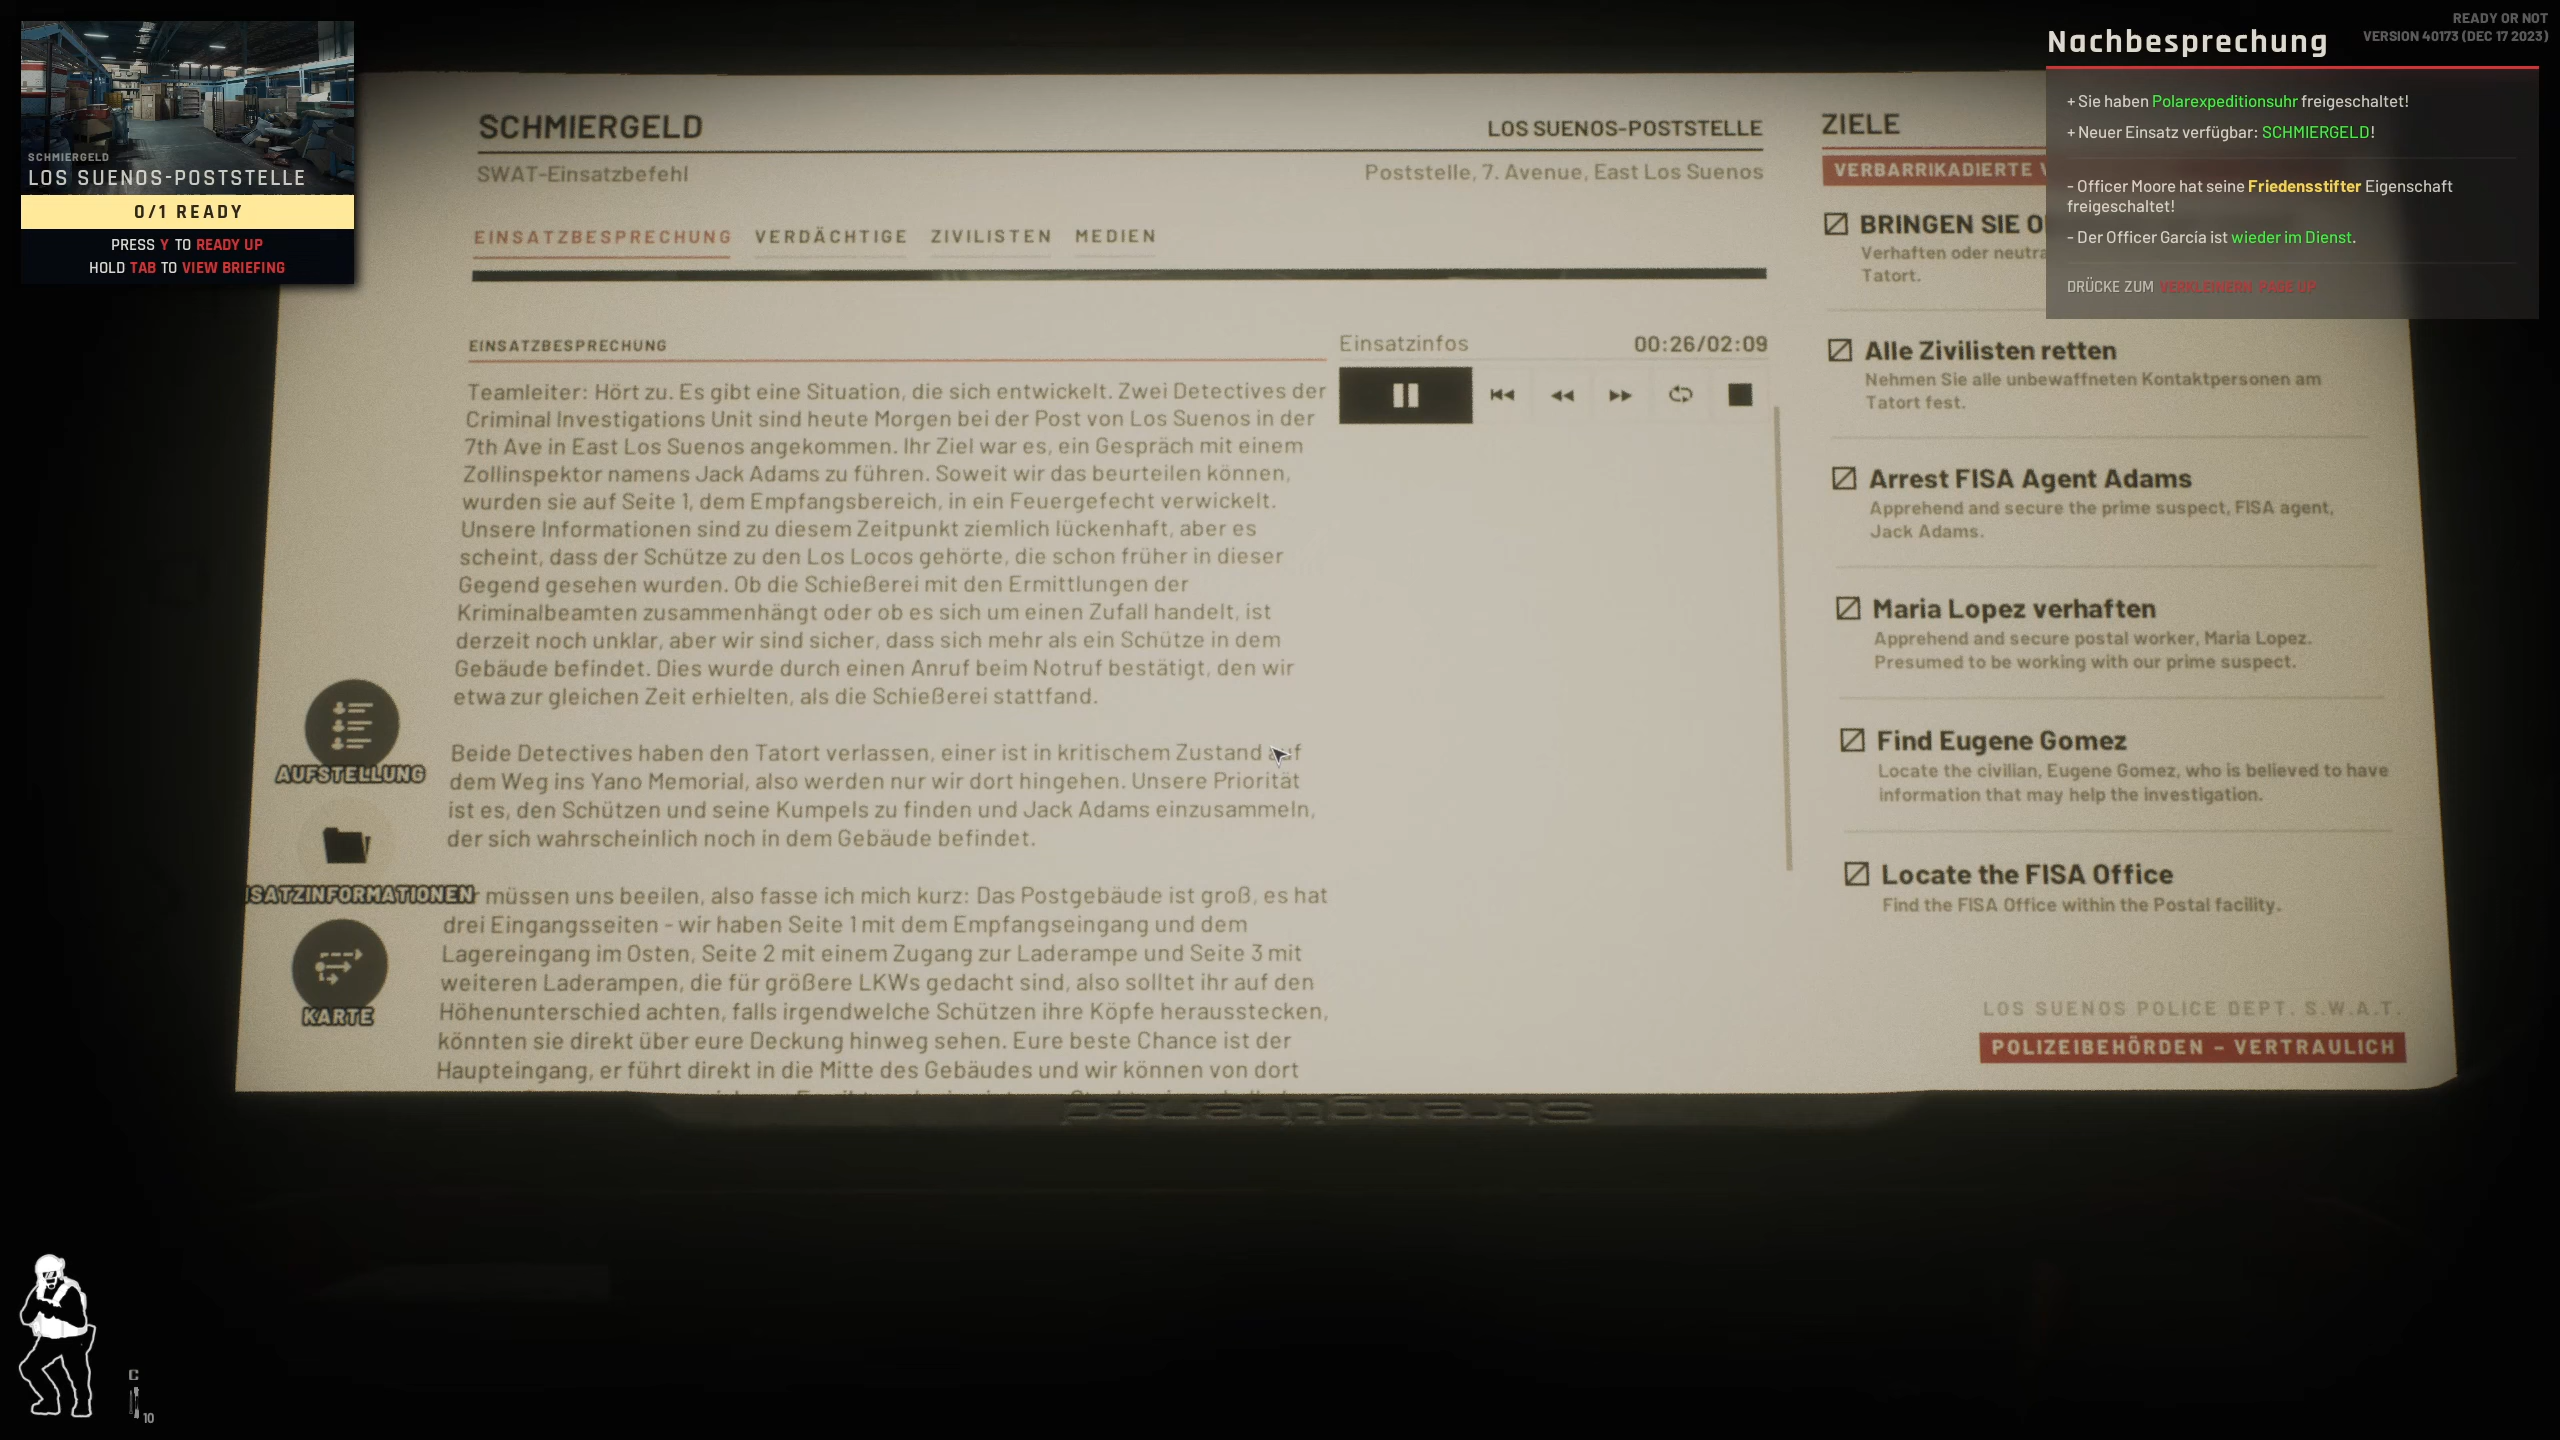 SCHMIERGELD
LOS SUENOS-POSTSTELLE
0/1 READY
PRESS Y TO READY UP
HOLD TAB TO VIEW BRIEFING
READY OR NOT
VERSION 40173 (DEC 17 2023)
Nachbesprechung
+ Sie haben Polarexpeditionsuhr freigeschaltet!
+ Neuer Einsatz verfügbar: SCHMIERGELD!
- Officer Moore hat seine Friedensstifter Eigenschaft
freigeschaltet!
- Der Officer García ist wieder im Dienst.
DRÜCKE ZUM VERKLEINERN PAGE UP
SCHMIERGELD
LOS SUENOS-POSTSTELLE
SWAT-Einsatzbefehl
Poststelle, 7. Avenue, East Los Suenos
EINSATZBESPRECHUNG VERDÄCHTIGE ZIVILISTEN MEDIEN
EINSATZBESPRECHUNG
Einsatzinfos 00:26/02:09
Teamleiter: Hört zu. Es gibt eine Situation, die sich entwickelt. Zwei Detectives der
Criminal Investigations Unit sind heute Morgen bei der Post von Los Suenos in der
7th Ave in East Los Suenos angekommen. Ihr Ziel war es, ein Gespräch mit einem
Zollinspektor namens Jack Adams zu führen. Soweit wir das beurteilen können,
wurden sie auf Seite 1, dem Empfangsbereich, in ein Feuergefecht verwickelt.
Unsere Informationen sind zu diesem Zeitpunkt ziemlich lückenhaft, aber es
scheint, dass der Schütze zu den Los Locos gehörte, die schon früher in dieser
Gegend gesehen wurden. Ob die Schießerei mit den Ermittlungen der
Kriminalbeamten zusammenhängt oder ob es sich um einen Zufall handelt, ist
derzeit noch unklar, aber wir sind sicher, dass sich mehr als ein Schütze in dem
Gebäude befindet. Dies wurde durch einen Anruf beim Notruf bestätigt, den wir
etwa zur gleichen Zeit erhielten, als die Schießerei stattfand.
Beide Detectives haben den Tatort verlassen, einer ist in kritischem Zustand auf
dem Weg ins Yano Memorial, also werden nur wir dort hingehen. Unsere Priorität
ist es, den Schützen und seine Kumpels zu finden und Jack Adams einzusammeln,
der sich wahrscheinlich noch in dem Gebäude befindet.
r müssen uns beeilen, also fasse ich mich kurz: Das Postgebäude ist groß, es hat
drei Eingangsseiten - wir haben Seite 1 mit dem Empfangseingang und dem
Lagereingang im Osten, Seite 2 mit einem Zugang zur Laderampe und Seite 3 mit
weiteren Laderampen, die für größere LKWs gedacht sind, also solltet ihr auf den
Höhenunterschied achten, falls irgendwelche Schützen ihre Köpfe herausstecken,
könnten sie direkt über eure Deckung hinweg sehen. Eure beste Chance ist der
Haupteingang, er führt direkt in die Mitte des Gebäudes und wir können von dort
AUFSTELLUNG
SATZINFORMATIONEN
KARTE
ZIELE
VERBARRIKADIERTE V
BRINGEN SIE O
Verhaften oder neutra
Tatort.
Alle Zivilisten retten
Nehmen Sie alle unbewaffneten Kontaktpersonen am
Tatort fest.
Arrest FISA Agent Adams
Apprehend and secure the prime suspect, FISA agent,
Jack Adams.
Maria Lopez verhaften
Apprehend and secure postal worker, Maria Lopez.
Presumed to be working with our prime suspect.
Find Eugene Gomez
Locate the civilian, Eugene Gomez, who is believed to have
information that may help the investigation.
Locate the FISA Office
Find the FISA Office within the Postal facility.
LOS SUENOS POLICE DEPT. S.W.A.T.
POLIZEIBEHÖRDEN - VERTRAULICH
C
10